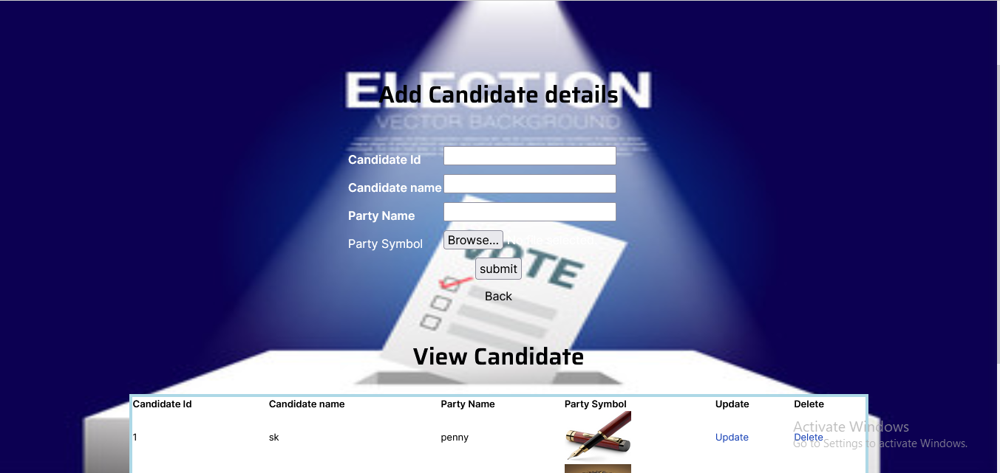 ELECTION
Add Candidate details
VECTOR BACKGROUND
Candidate Id
Candidate name
Party Name
Party Symbol Browse... No file selected.
VOTE
submit
Back
View Candidate
Candidate Id Candidate name Party Name Party Symbol Update Delete
1 sk penny Update Delete
Activate Windows
Go to Settings to activate Windows.